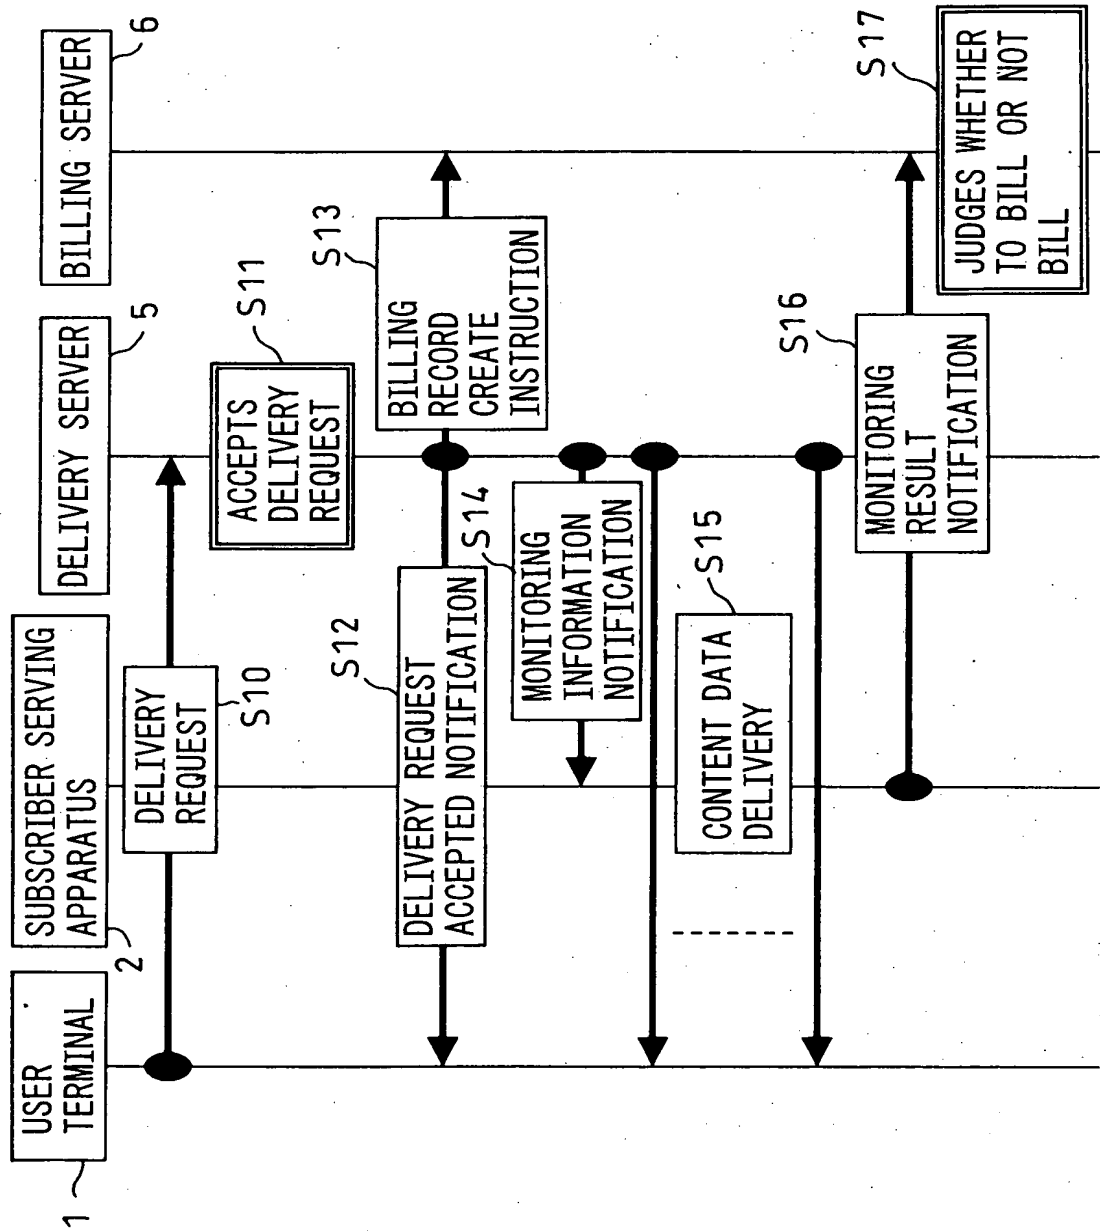 1
USER
TERMINAL
2
SUBSCRIBER SERVING
APPARATUS
DELIVERY SERVER
5
BILLING SERVER
6
DELIVERY
REQUEST
S10
ACCEPTS
DELIVERY
REQUEST
S11
DELIVERY REQUEST
ACCEPTED NOTIFICATION
S12
BILLING
RECORD
CREATE
INSTRUCTION
S13
MONITORING
INFORMATION
NOTIFICATION
S14
CONTENT DATA
DELIVERY
S15
MONITORING
RESULT
NOTIFICATION
S16
JUDGES WHETHER
TO BILL OR NOT
BILL
S17